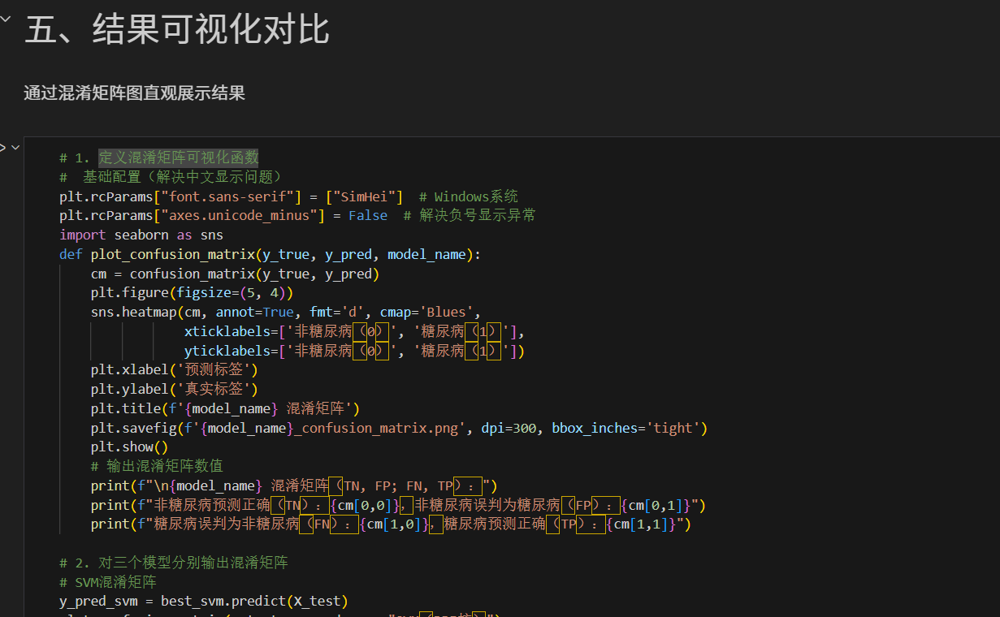 五、结果可视化对比
通过混淆矩阵图直观展示结果
# 1. 定义混淆矩阵可视化函数
#  基础配置（解决中文显示问题）
plt.rcParams["font.sans-serif"] = ["SimHei"]  # Windows系统
plt.rcParams["axes.unicode_minus"] = False  # 解决负号显示异常
import seaborn as sns
def plot_confusion_matrix(y_true, y_pred, model_name):
    cm = confusion_matrix(y_true, y_pred)
    plt.figure(figsize=(5, 4))
    sns.heatmap(cm, annot=True, fmt='d', cmap='Blues',
                xticklabels=['非糖尿病（0）', '糖尿病（1）'],
                yticklabels=['非糖尿病（0）', '糖尿病（1）'])
    plt.xlabel('预测标签')
    plt.ylabel('真实标签')
    plt.title(f'{model_name} 混淆矩阵')
    plt.savefig(f'{model_name}_confusion_matrix.png', dpi=300, bbox_inches='tight')
    plt.show()
    # 输出混淆矩阵数值
    print(f"\n{model_name} 混淆矩阵（TN, FP; FN, TP）：")
    print(f"非糖尿病预测正确（TN）：{cm[0,0]}，非糖尿病误判为糖尿病（FP）：{cm[0,1]}")
    print(f"糖尿病误判为非糖尿病（FN）：{cm[1,0]}，糖尿病预测正确（TP）：{cm[1,1]}")
# 2. 对三个模型分别输出混淆矩阵
# SVM混淆矩阵
y_pred_svm = best_svm.predict(X_test)